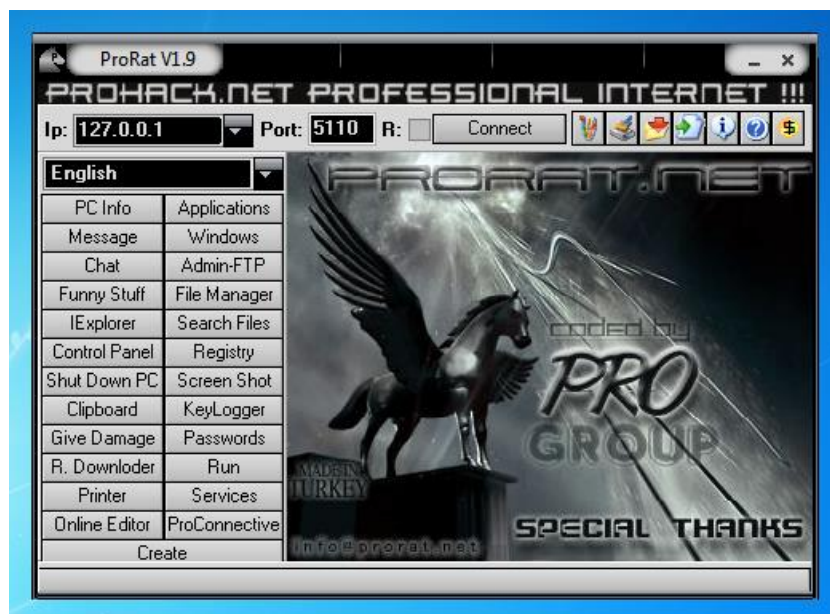 ProRat V1.9
PROHACK.NET PROFESSIONAL INTERNET !!!
Ip: 127.0.0.1 Port: 5110 R: Connect
English
PRORAT.NET
PC Info Applications
Message Windows
Chat Admin-FTP
Funny Stuff File Manager
IExplorer Search Files
Control Panel Registry
Shut Down PC Screen Shot
Clipboard KeyLogger
Give Damage Passwords
R. Downloder Run
Printer Services
Online Editor ProConnective
Create
coded by
PRO
GROUP
MADE IN
TURKEY
SPECIAL THANKS
info@prorat.net